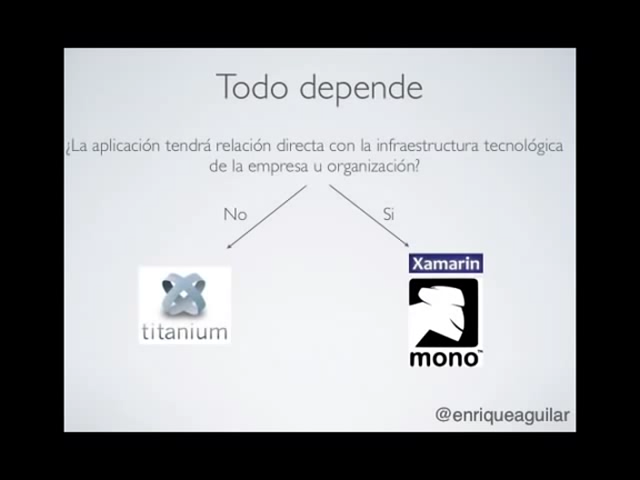 Todo depende
¿La aplicación tendrá relación directa con la infraestructura tecnológica
de la empresa u organización?
No
Si
titanium
Xamarin
mono™
@enriqueaguilar